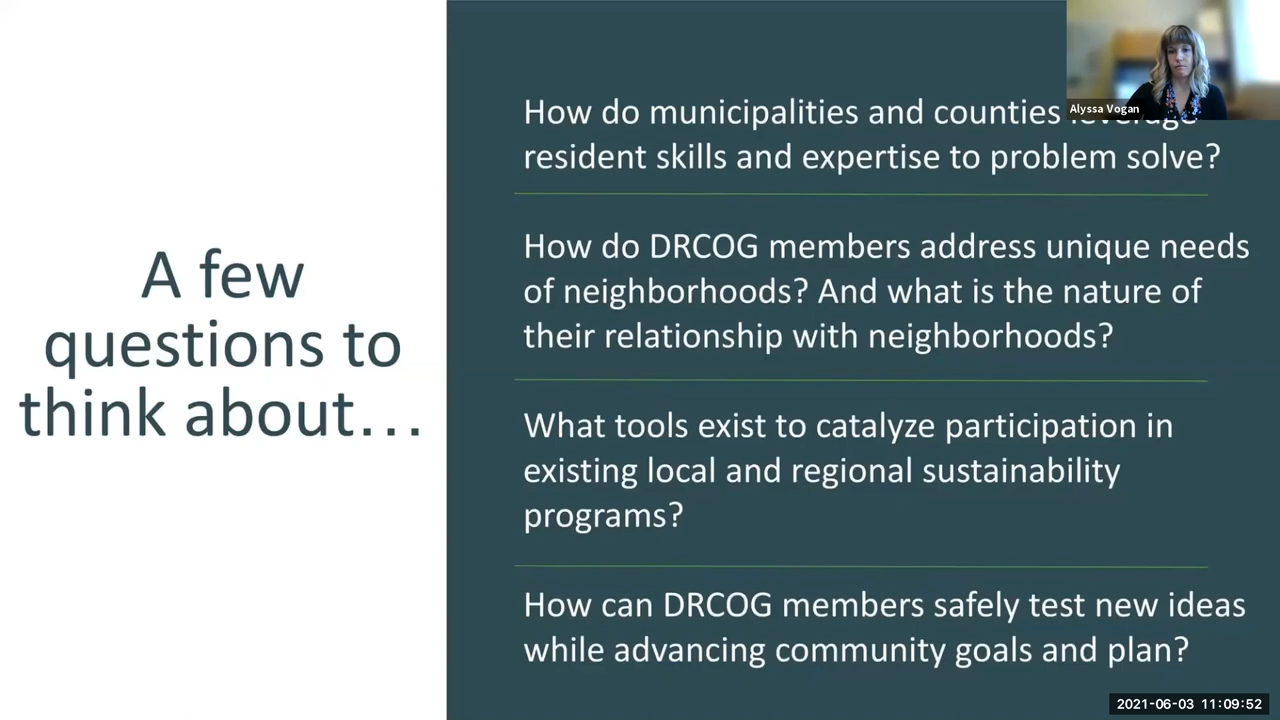 A few
questions to
think about…
How do municipalities and counties leverage
resident skills and expertise to problem solve?
How do DRCOG members address unique needs
of neighborhoods? And what is the nature of
their relationship with neighborhoods?
What tools exist to catalyze participation in
existing local and regional sustainability
programs?
How can DRCOG members safely test new ideas
while advancing community goals and plan?
Alyssa Vogan
2021-06-03 11:09:52